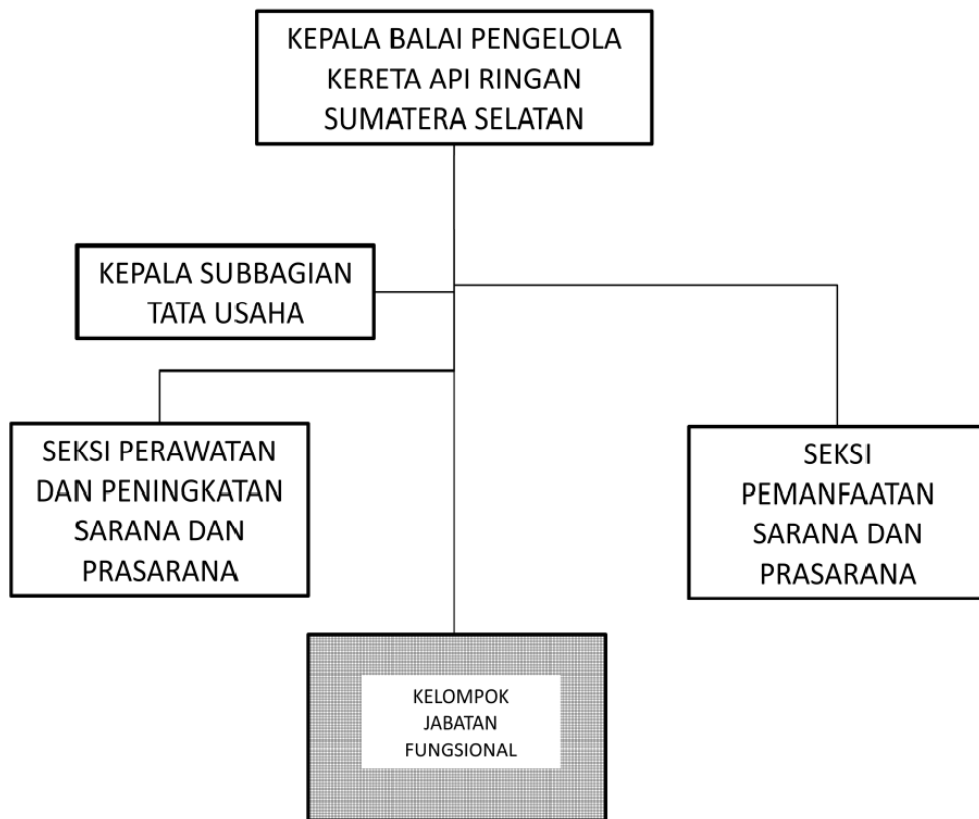 KEPALA BALAI PENGELOLA
KERETA API RINGAN
SUMATERA SELATAN
KEPALA SUBBAGIAN
TATA USAHA
SEKSI PERAWATAN
DAN PENINGKATAN
SARANA DAN
PRASARANA
SEKSI
PEMANFAATAN
SARANA DAN
PRASARANA
KELOMPOK
JABATAN
FUNGSIONAL